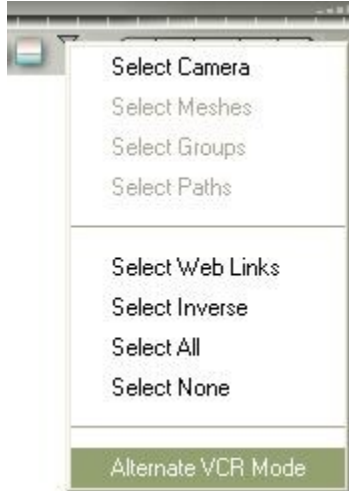 Select Camera
Select Meshes
Select Groups
Select Paths
Select Web Links
Select Inverse
Select All
Select None
Alternate VCR Mode